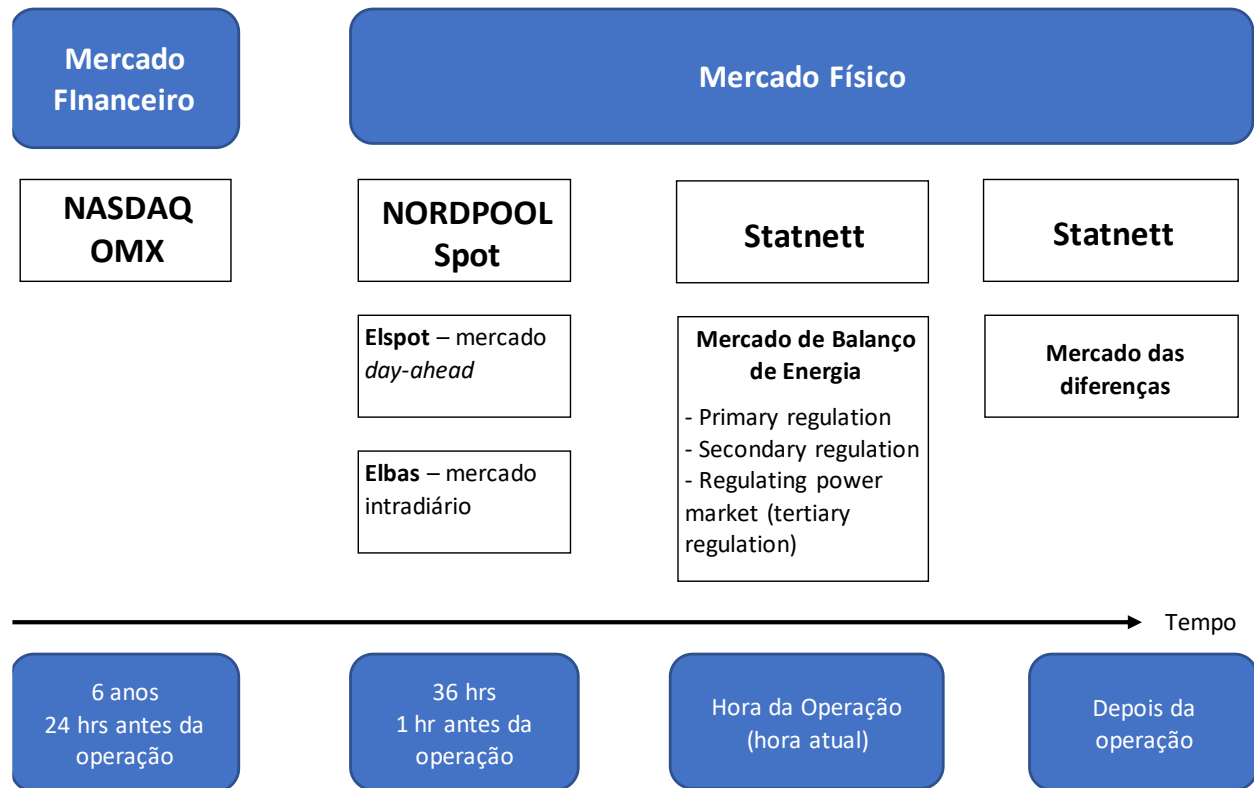 Mercado
FInanceiro
Mercado Físico
NASDAQ
OMX
NORDPOOL
Spot
Statnett
Statnett
Elspot – mercado
day-ahead
Elbas – mercado
intradiário
Mercado de Balanço
de Energia
- Primary regulation
- Secondary regulation
- Regulating power
market (tertiary
regulation)
Mercado das
diferenças
Tempo
6 anos
24 hrs antes da
operação
36 hrs
1 hr antes da
operação
Hora da Operação
(hora atual)
Depois da
operação